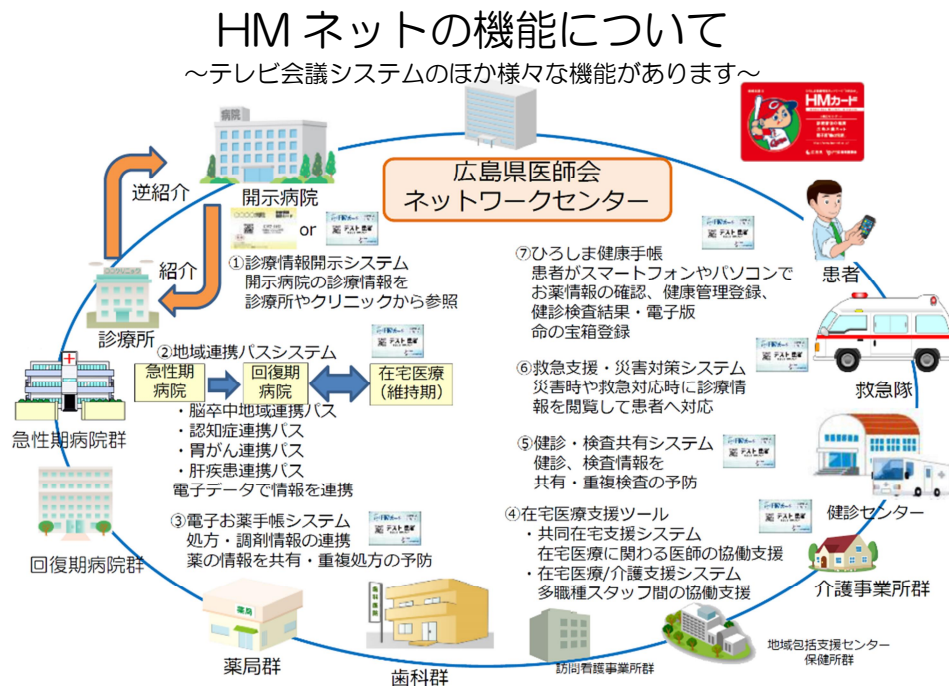 HMネットの機能について
～テレビ会議システムのほか様々な機能があります～
HMカード
病院
開示病院
逆紹介
紹介
診療所
or
広島県医師会
ネットワークセンター
患者
①診療情報開示システム
開示病院の診療情報を
診療所やクリニックから参照
⑦ひろしま健康手帳
患者がスマートフォンやパソコンで
お薬情報の確認、健康管理登録、
健診検査結果・電子版
命の宝箱登録
②地域連携パスシステム
急性期
病院
回復期
病院
在宅医療
（維持期）
・脳卒中地域連携パス
・認知症連携パス
・胃がん連携パス
・肝疾患連携パス
電子データで情報を連携
⑥救急支援・災害対策システム
災害時や救急対応時に診療情
報を閲覧して患者へ対応
救急隊
急性期病院群
⑤健診・検査共有システム
健診、検査情報を
共有・重複検査の予防
健診センター
③電子お薬手帳システム
処方・調剤情報の連携
薬の情報を共有・重複処方の予防
回復期病院群
④在宅医療支援ツール
・共同在宅支援システム
在宅医療に関わる医師の協働支援
・在宅医療/介護支援システム
多職種スタッフ間の協働支援
介護事業所群
薬局
薬局群
歯科医院
歯科群
訪問看護事業所群
地域包括支援センター
保健所群